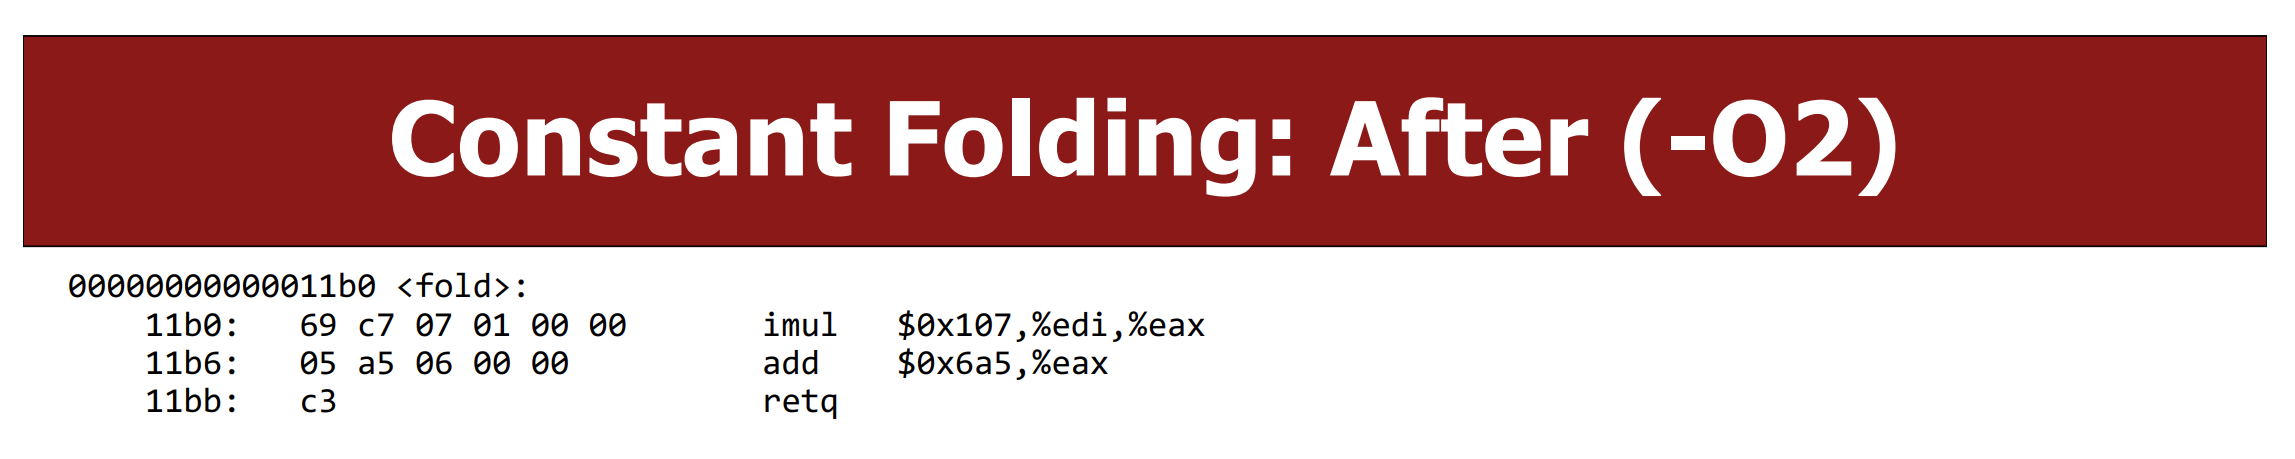 Constant Folding: After (-O2)
00000000000011b0 <fold>:
11b0: 69 c7 07 01 00 00 imul $0x107,%edi,%eax
11b6: 05 a5 06 00 00 add $0x6a5,%eax
11bb: c3 retq